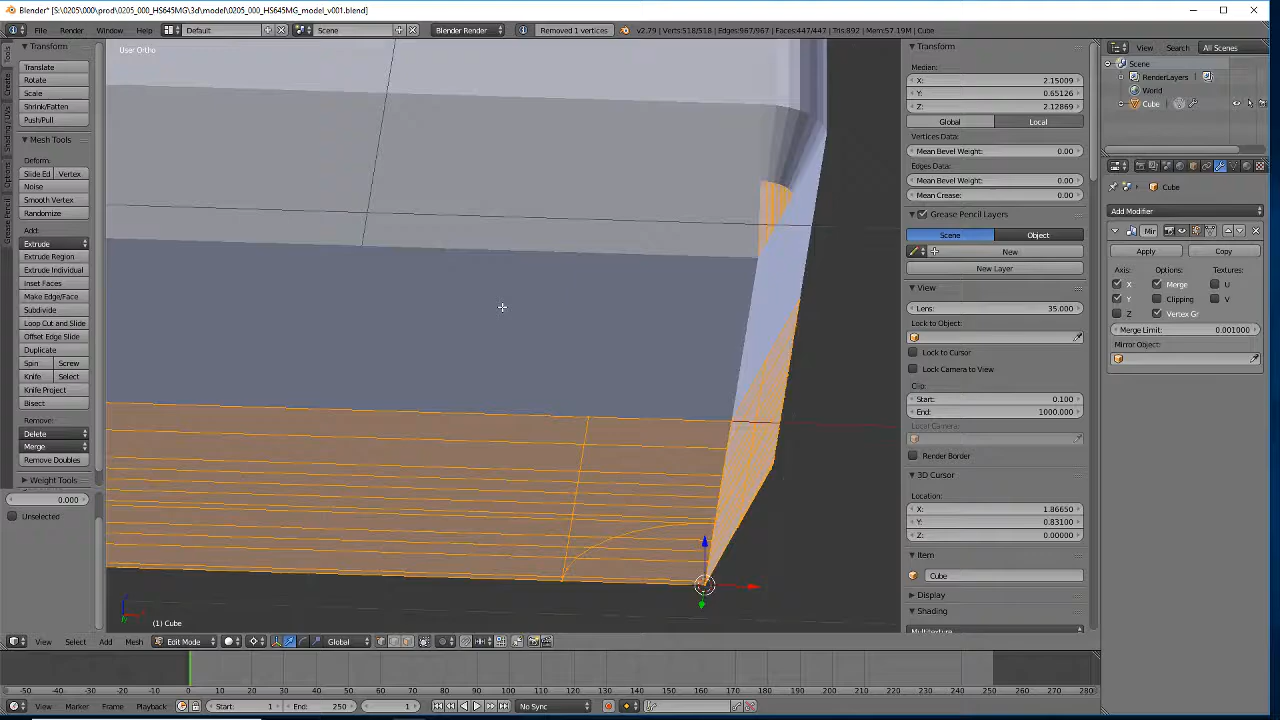 Blender* [S:\0205\000\prod\0205_000_HS645MG\3d\model\0205_000_HS645MG_model_v001.blend]
File Render Window Help Default Scene Blender Render Removed 1 vertices v2.79 | Verts:518/518 | Edges:967/967 | Faces:447/447 | Tris:892 | Mem:57.19M | Cube
View Search All Scenes
Scene
RenderLayers
World
Cube
Tools
Create
Shading / UVs
Options
Grease Pencil
Transform
Translate
Rotate
Scale
Shrink/Fatten
Push/Pull
Mesh Tools
Deform:
Slide Ed Vertex
Noise
Smooth Vertex
Randomize
Add:
Extrude
Extrude Region
Extrude Individual
Inset Faces
Make Edge/Face
Subdivide
Loop Cut and Slide
Offset Edge Slide
Duplicate
Spin Screw
Knife Select
Knife Project
Bisect
Remove:
Delete
Merge
Remove Doubles
Weight Tools
0.000
Unselected
User Ortho
(1) Cube
Transform
Median:
X: 2.15009
Y: 0.65126
Z: 2.12869
Global Local
Vertices Data:
Mean Bevel Weight: 0.00
Edges Data:
Mean Bevel Weight: 0.00
Mean Crease: 0.00
Grease Pencil Layers
Scene Object
New
New Layer
View
Lens: 35.000
Lock to Object:
Lock to Cursor
Lock Camera to View
Clip:
Start: 0.100
End: 1000.000
Local Camera:
Render Border
3D Cursor
Location:
X: 1.86650
Y: 0.83100
Z: 0.00000
Item
Cube
Display
Shading
Multitexture
Cube
Add Modifier
Mir
Apply Copy
Axis: Options: Textures:
X Merge U
Y Clipping V
Z Vertex Gr
Merge Limit: 0.001000
Mirror Object:
View Select Add Mesh Edit Mode Global
-50 -40 -30 -20 -10 0 10 20 30 40 50 60 70 80 90 100 110 120 130 140 150 160 170 180 190 200 210 220 230 240 250 260 270 280
View Marker Frame Playback Start: 1 End: 250 1 No Sync